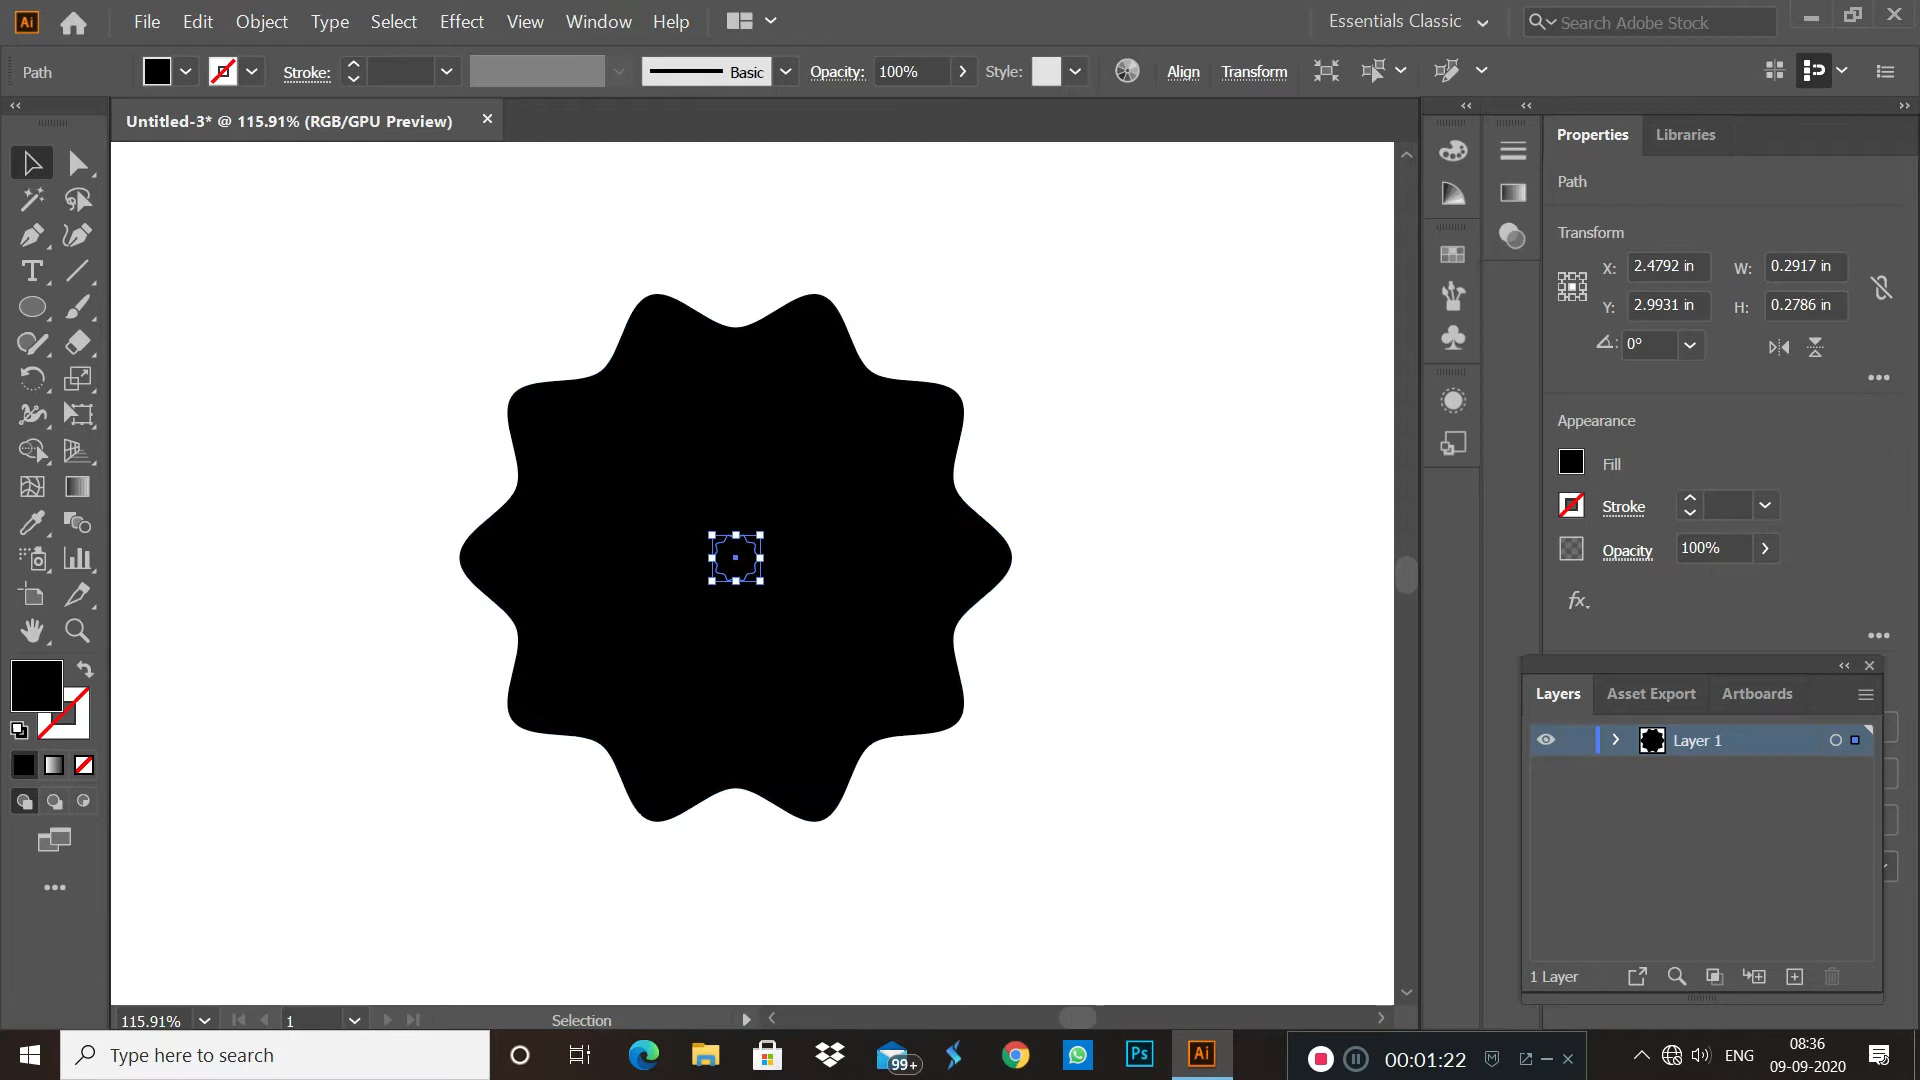 Ai File Edit Object Type Select Effect View Window Help Essentials Classic Search Adobe Stock
Path Stroke: Basic Opacity: 100% Style: Align Transform
Untitled-3* @ 115.91% (RGB/GPU Preview)
Properties Libraries
Path
Transform
X: 2.4792 in W: 0.2917 in
Y: 2.9931 in H: 0.2786 in
0°
Appearance
Fill
Stroke
Opacity 100%
fx
Layers Asset Export Artboards
Layer 1
1 Layer
115.91% 1 Selection
Type here to search 99+ Ps Ai 00:01:22 ENG 08:36
09-09-2020